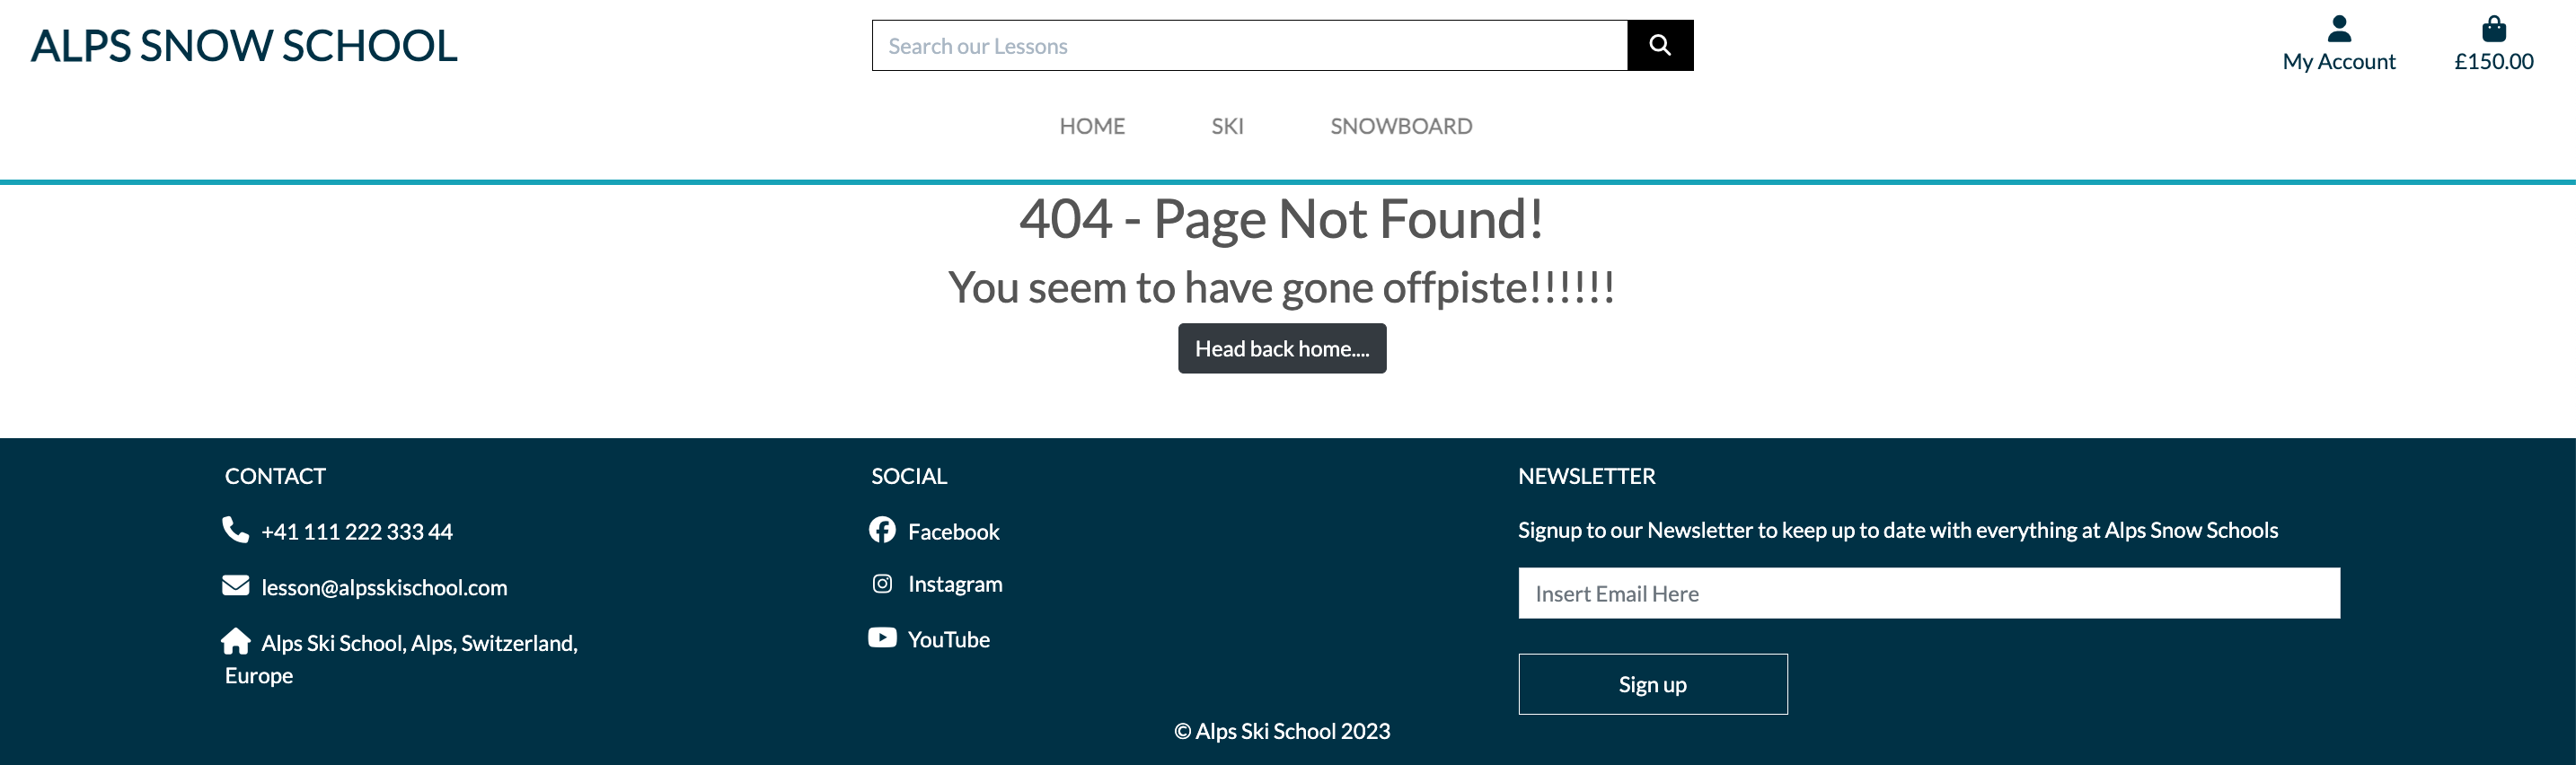 ALPS SNOW SCHOOL
Search our Lessons
My Account
£150.00
HOME
SKI
SNOWBOARD
404 - Page Not Found!
You seem to have gone offpiste!!!!!!
Head back home....
CONTACT
+41 111 222 333 44
lesson@alpsskischool.com
Alps Ski School, Alps, Switzerland,
Europe
SOCIAL
Facebook
Instagram
YouTube
NEWSLETTER
Signup to our Newsletter to keep up to date with everything at Alps Snow Schools
Insert Email Here
Sign up
© Alps Ski School 2023